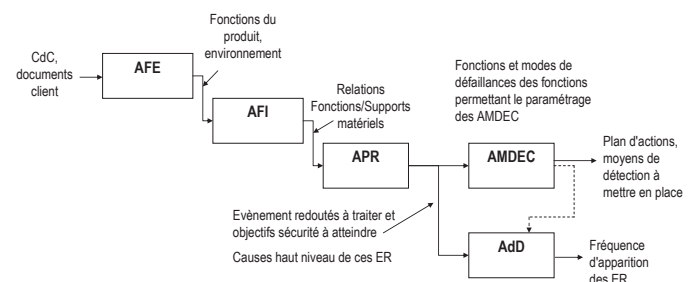 Fonctions du
produit,
environnement
CdC,
documents
client
AFE
Fonctions et modes de
défaillances des fonctions
permettant le paramétrage
des AMDEC
Relations
Fonctions/Supports
matériels
AFI
Plan d'actions,
moyens de
détection à
mettre en place
APR
AMDEC
Evènement redoutés à traiter et
objectifs sécurité à atteindre
Causes haut niveau de ces ER
AdD
Fréquence
d'apparition
des ER